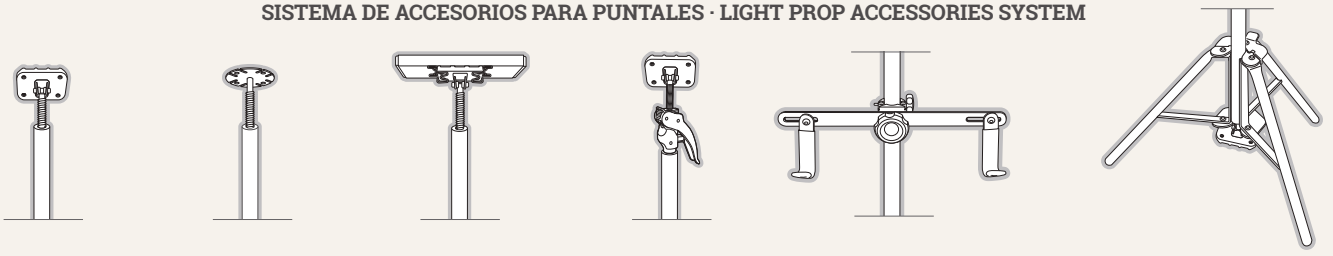 SISTEMA DE ACCESORIOS PARA PUNTALES · LIGHT PROP ACCESSORIES SYSTEM